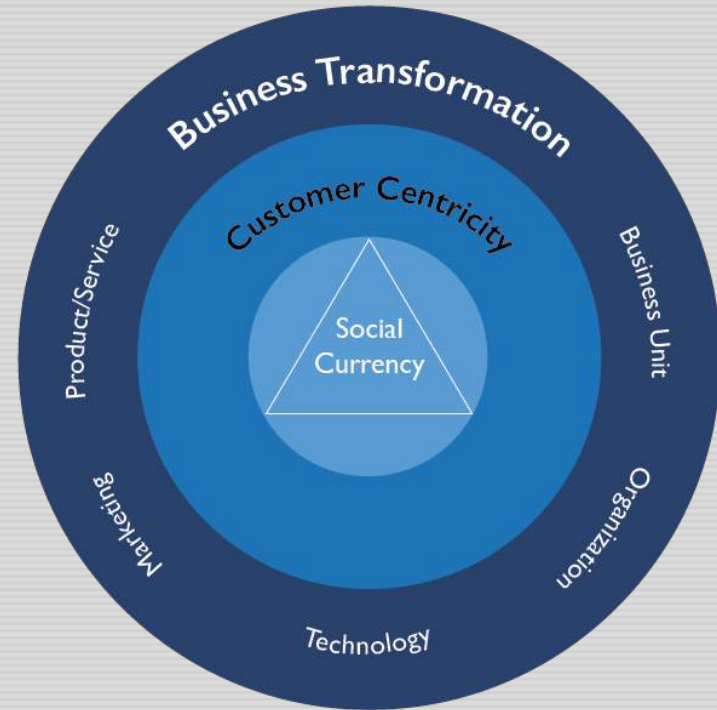 Business Transformation
Customer Centricity
Social
Currency
Product/Service
Business Unit
Marketing
Organization
Technology